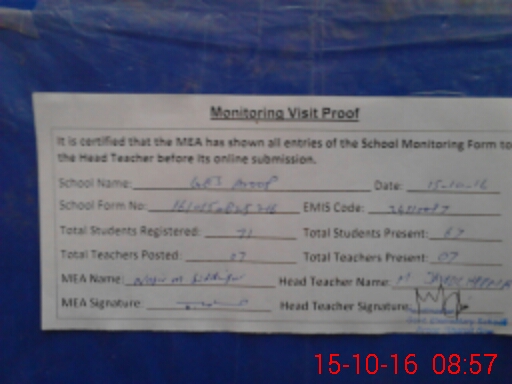 Monitoring Visit Proof
It is certified that the MEA has shown all entries of the School Monitoring Form to
the Head Teacher before its online submission.
School Name: Date: 15-10-16
School Form No: EMIS Code:
Total Students Registered: 71 Total Students Present: 67
Total Teachers Posted: 07 Total Teachers Present: 07
MEA Name: Head Teacher Name: M.
MEA Signature: Head Teacher Signature:
15-10-16 08:57